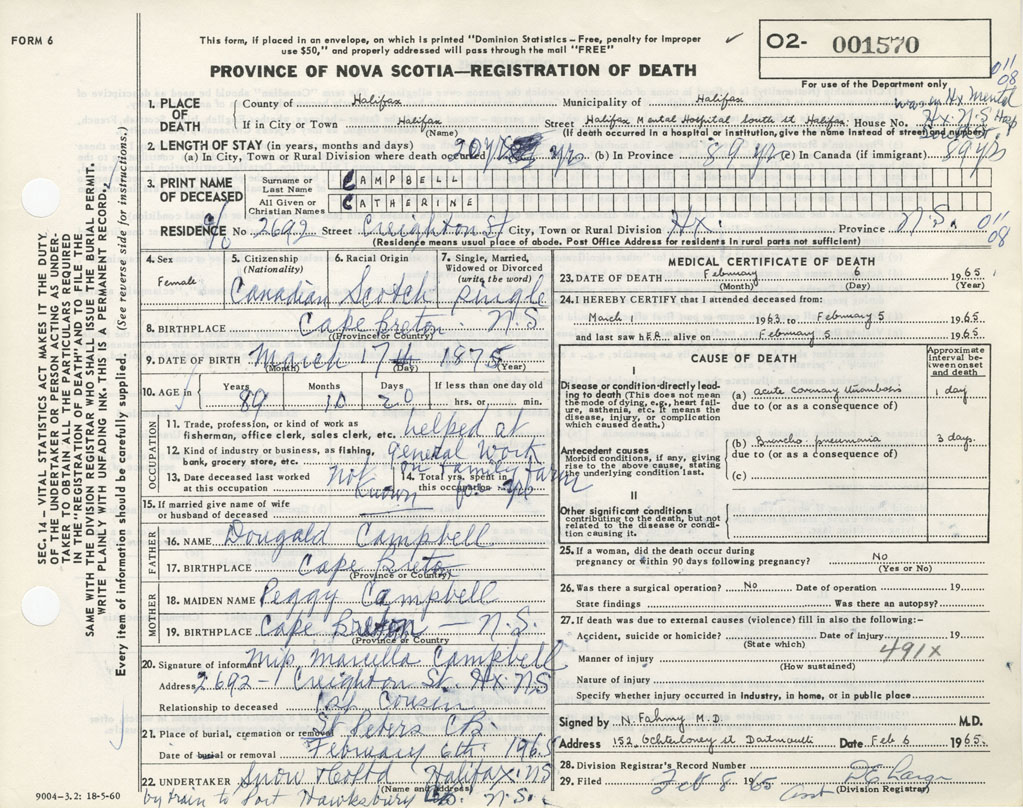 FORM 6
This form, if placed in an envelope, on which is printed "Dominion Statistics - Free, penalty for improper
use $50," and properly addressed will pass through the mail "FREE"
✓
O2- 001570
PROVINCE OF NOVA SCOTIA—REGISTRATION OF DEATH
For use of the Department only
011
08
1. PLACE OF DEATH
County of Halifax Municipality of Halifax
If in City or Town Halifax Street Halifax Mental Hospital South st Halifax House No.
(Name) (If death occurred in a hospital or institution, give the name instead of street and number)
Hx Mental
Hx. N.S. Hosp
2. LENGTH OF STAY (in years, months and days)
(a) In City, Town or Rural Division where death occurred 20 yrs (b) In Province 89 yrs (c) In Canada (if immigrant) 89 yrs
3. PRINT NAME OF DECEASED
Surname or Last Name CAMPBELL
All Given or Christian Names CATHERINE
RESIDENCE No. 2692 Street Creighton St City, Town or Rural Division Hx. Province N.S. 011
08
(Residence means usual place of abode. Post Office Address for residents in rural parts not sufficient)
4. Sex
Female
5. Citizenship (Nationality)
Canadian
6. Racial Origin
Scotch
7. Single, Married, Widowed or Divorced (write the word)
Single
8. BIRTHPLACE Cape Breton. N.S
(Province or Country)
9. DATE OF BIRTH March 17th 1875
(Month) (Day) (Year)
10. AGE in Years 89 Months 10 Days 20 If less than one day old hrs. or min.
OCCUPATION
11. Trade, profession, or kind of work as fisherman, office clerk, sales clerk, etc. helped at
12. Kind of industry or business, as fishing, bank, grocery store, etc. general work
on family farm
13. Date deceased last worked at this occupation Not Known
14. Total yrs. spent in this occupation
15. If married give name of wife or husband of deceased
FATHER
16. NAME Dougald Campbell
17. BIRTHPLACE Cape Breton
(Province or Country)
MOTHER
18. MAIDEN NAME Peggy Campbell
19. BIRTHPLACE Cape Breton — N.S.
(Province or Country)
20. Signature of informant Campbell
Address 2692 - Creighton St. Hx. N.S
Relationship to deceased Cousin
21. Place of burial, cremation or removal St Peters C.B.
Date of burial or removal February 6th. 1965
22. UNDERTAKER Snow & Co Ltd Halifax. N.S
(Name and address)
by train to Port Hawksbury N.S.
MEDICAL CERTIFICATE OF DEATH
23. DATE OF DEATH February 6 1965
(Month) (Day) (Year)
24. I HEREBY CERTIFY that I attended deceased from:
March 1963 to February 5 1965
and last saw her alive on February 5 1965
CAUSE OF DEATH
Approximate interval between onset and death
I
Disease or condition directly leading to death (This does not mean the mode of dying, e.g., heart failure, asthenia, etc. It means the disease, injury, or complication which caused death.)
(a) acute coronary thrombosis 1 day
due to (or as a consequence of)
Antecedent causes
Morbid conditions, if any, giving rise to the above cause, stating the underlying condition last.
(b) Broncho pneumonia 3 days.
due to (or as a consequence of)
(c)
II
Other significant conditions
contributing to the death, but not related to the disease or condition causing it.
25. If a woman, did the death occur during pregnancy or within 90 days following pregnancy? No
(Yes or No)
26. Was there a surgical operation? No Date of operation 19
State findings Was there an autopsy?
27. If death was due to external causes (violence) fill in also the following:-
Accident, suicide or homicide? Date of injury 19
(State which)
491X
Manner of injury
(How sustained)
Nature of injury
Specify whether injury occurred in industry, in home, or in public place
Signed by N. Fahmy M.D. M.D.
Address 152, Ochterloney st Dartmouth Date Feb 6 1965.
28. Division Registrar's Record Number
29. Filed Feb 8 1965
(Division Registrar)
SEC. 14 - VITAL STATISTICS ACT MAKES IT THE DUTY
OF THE UNDERTAKER OR PERSON ACTING AS UNDER-
TAKER TO OBTAIN ALL THE PARTICULARS REQUIRED
IN THE "REGISTRATION OF DEATH" AND TO FILE THE
SAME WITH THE DIVISION REGISTRAR WHO SHALL ISSUE THE BURIAL PERMIT.
WRITE PLAINLY WITH UNFADING INK. THIS IS A PERMANENT RECORD.
Every item of information should be carefully supplied. (See reverse side for instructions.)
9004-3.2: 18-5-60